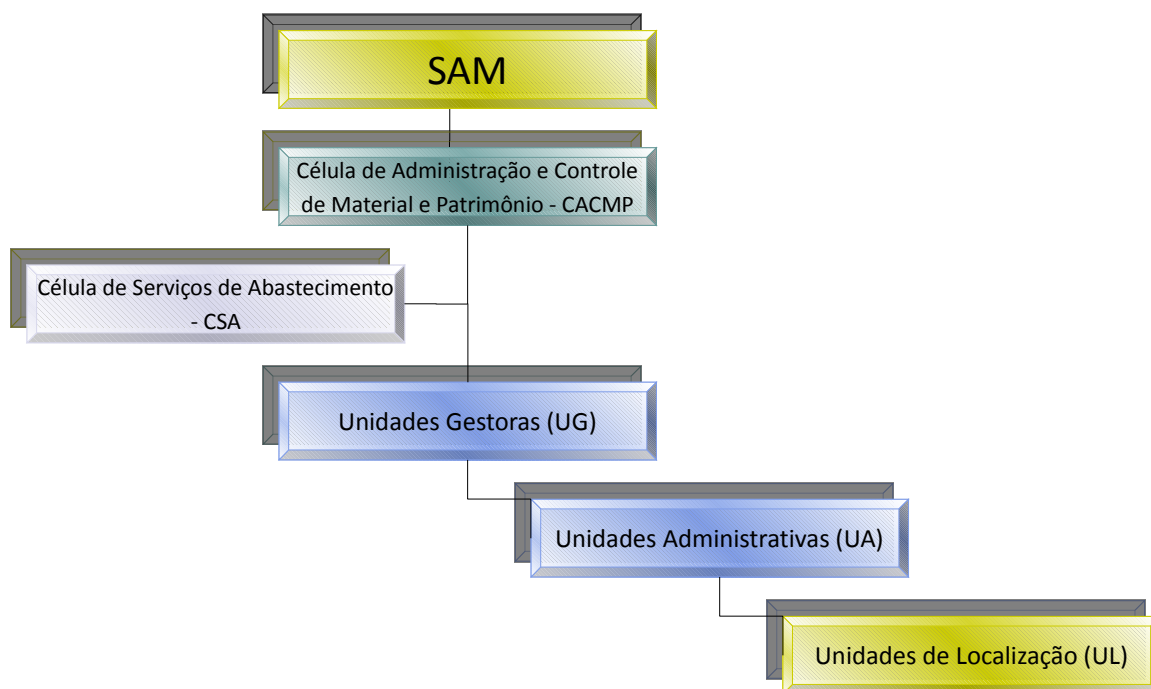 SAM
Célula de Administração e Controle
de Material e Patrimônio - CACMP
Célula de Serviços de Abastecimento
- CSA
Unidades Gestoras (UG)
Unidades Administrativas (UA)
Unidades de Localização (UL)